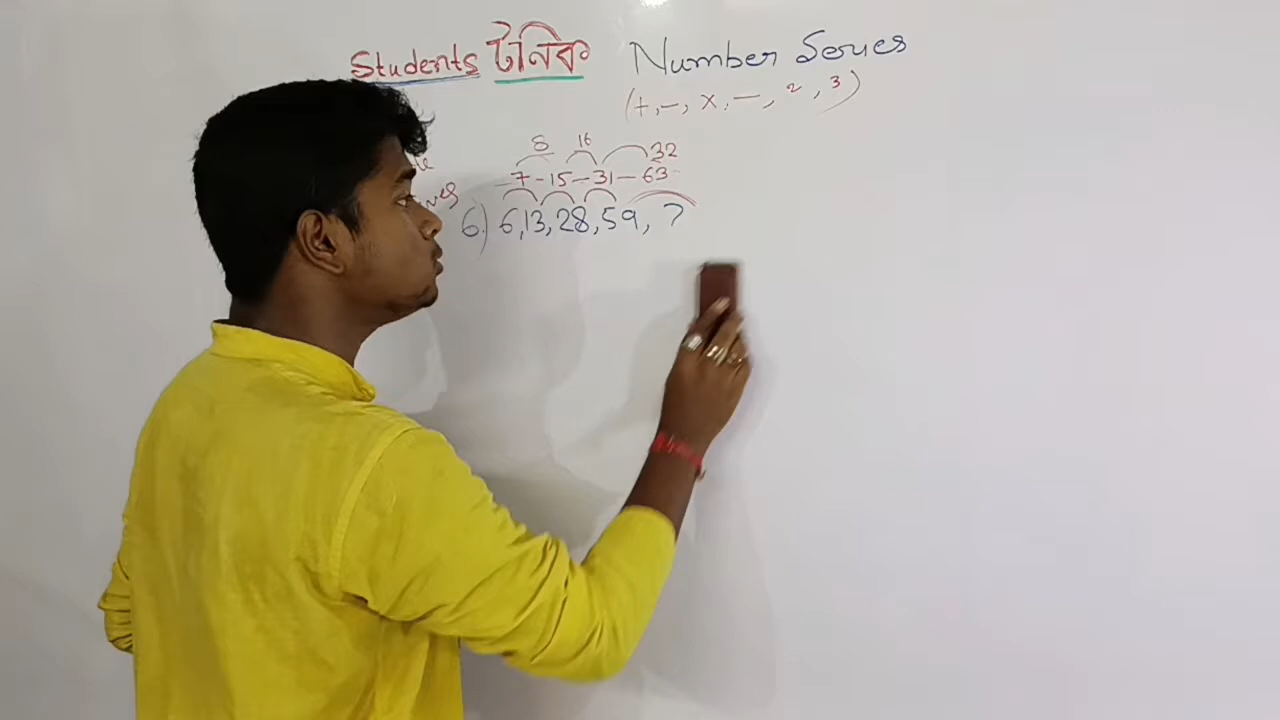 Students টনিক Number Series
(+, -, ×, -, 2, 3)
8 16 32
- 7 - 15 - 31 - 63
6.) 6, 13, 28, 59, ?